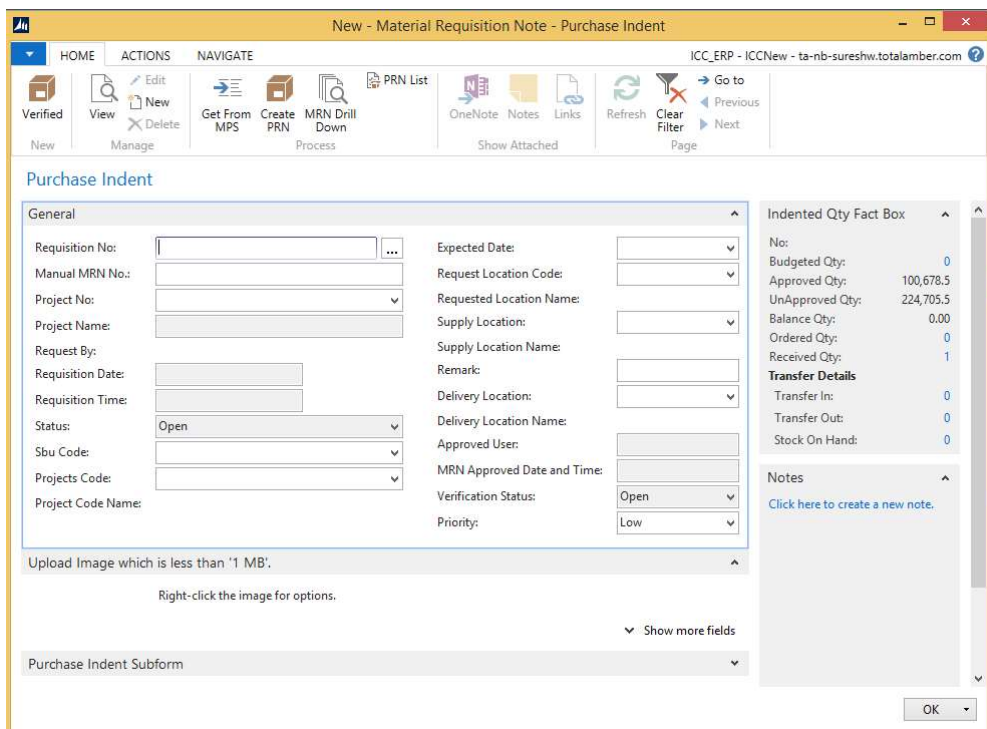 New - Material Requisition Note - Purchase Indent
HOME ACTIONS NAVIGATE
ICC_ERP - ICCNew - ta-nb-sureshw.totalamber.com
Verified
New
View
Edit
New
Delete
Manage
Get From MPS
Create PRN
MRN Drill Down
PRN List
Process
OneNote
Notes
Links
Show Attached
Refresh
Clear Filter
Go to
Previous
Next
Page
Purchase Indent
General
Requisition No:
Manual MRN No.:
Project No:
Project Name:
Request By:
Requisition Date:
Requisition Time:
Status: Open
Sbu Code:
Projects Code:
Project Code Name:
Expected Date:
Request Location Code:
Requested Location Name:
Supply Location:
Supply Location Name:
Remark:
Delivery Location:
Delivery Location Name:
Approved User:
MRN Approved Date and Time:
Verification Status: Open
Priority: Low
Upload Image which is less than '1 MB'.
Right-click the image for options.
Show more fields
Purchase Indent Subform
Indented Qty Fact Box
No:
Budgeted Qty: 0
Approved Qty: 100,678.5
UnApproved Qty: 224,705.5
Balance Qty: 0.00
Ordered Qty: 0
Received Qty: 1
Transfer Details
Transfer In: 0
Transfer Out: 0
Stock On Hand: 0
Notes
Click here to create a new note.
OK